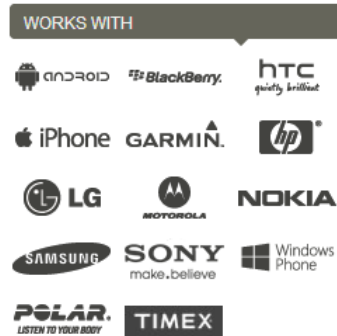 WORKS WITH
ANDROID BlackBerry. hTC
quietly brilliant
iPhone GARMIN. hp
LG LG MOTOROLA NOKIA
SAMSUNG SONY Windows
make.believe Phone
POLAR. TIMEX
LISTEN TO YOUR BODY